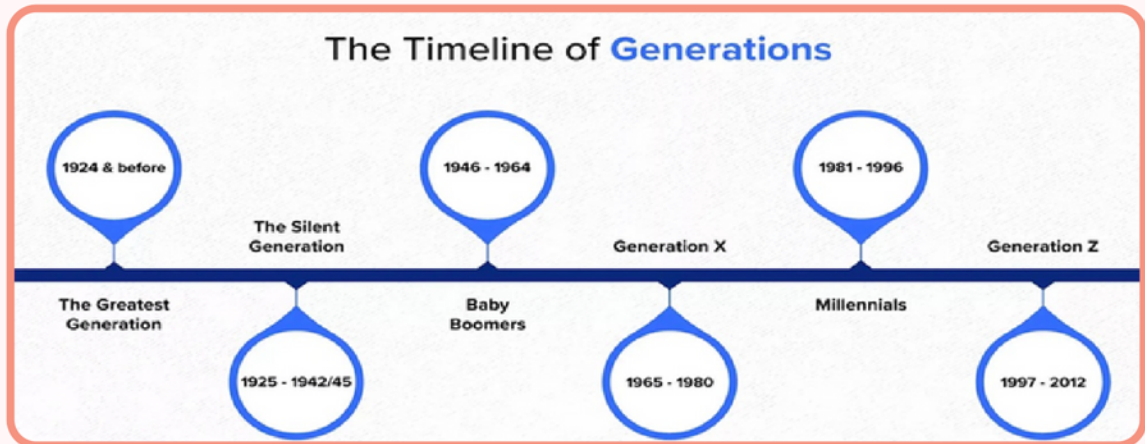 The Timeline of Generations
1924 & before
The Greatest
Generation
The Silent
Generation
1925 - 1942/45
1946 - 1964
Baby
Boomers
Generation X
1965 - 1980
1981 - 1996
Millennials
Generation Z
1997 - 2012